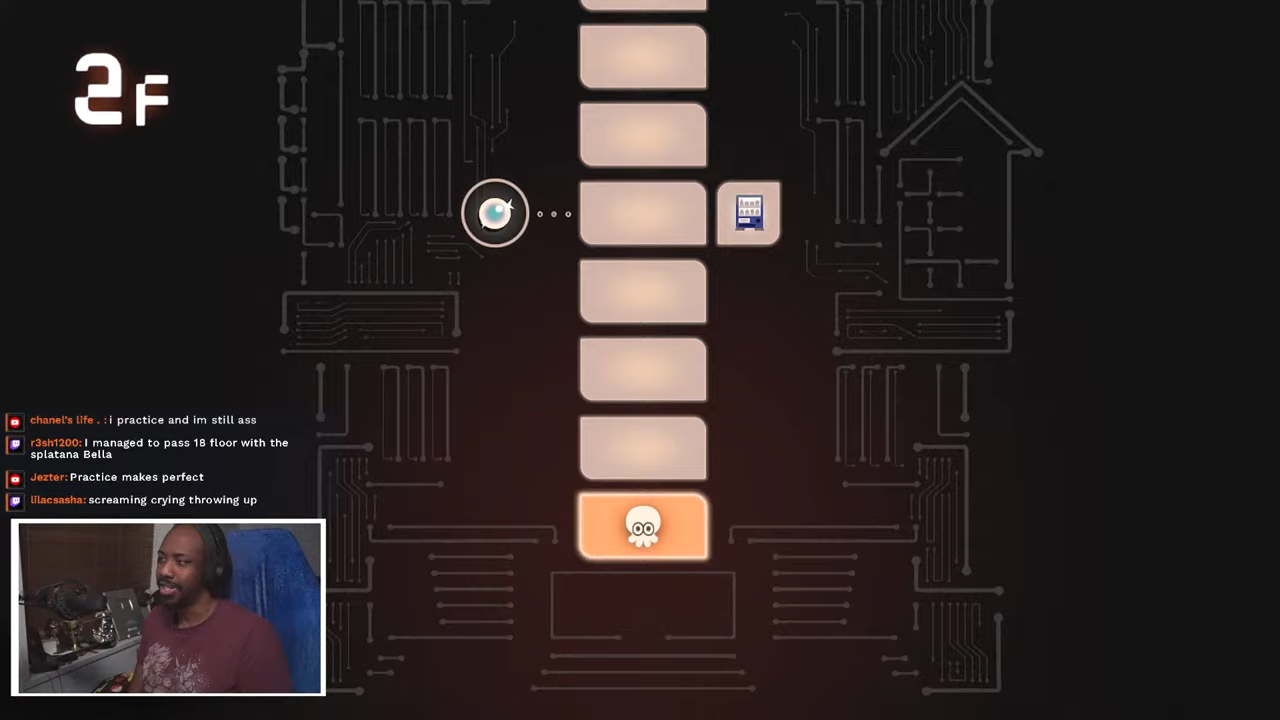 2F
chanel's life . : i practice and im still ass
r3sh1200: I managed to pass 18 floor with the
splatana Bella
Jezter: Practice makes perfect
lilacsasha: screaming crying throwing up